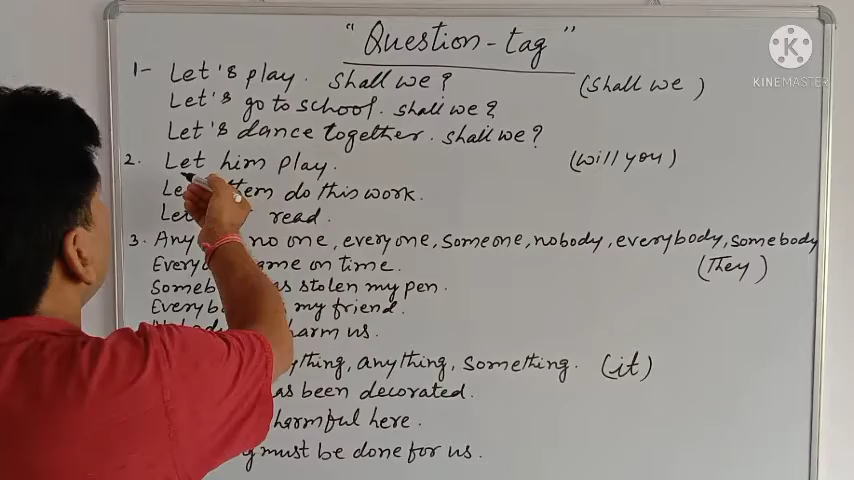 " Question - tag "
1- Let's play. Shall we? (Shall we)
Let's go to school. shall we?
Let's dance together. shall we?
2. Let him play. (will you)
do this work.
read.
3. Any no one, everyone, someone, nobody, everybody, somebody
on time. (They)
stolen my pen.
my friend.
harm us.
anything, something. (it)
been decorated.
harmful here.
must be done for us.
KINEMASTER